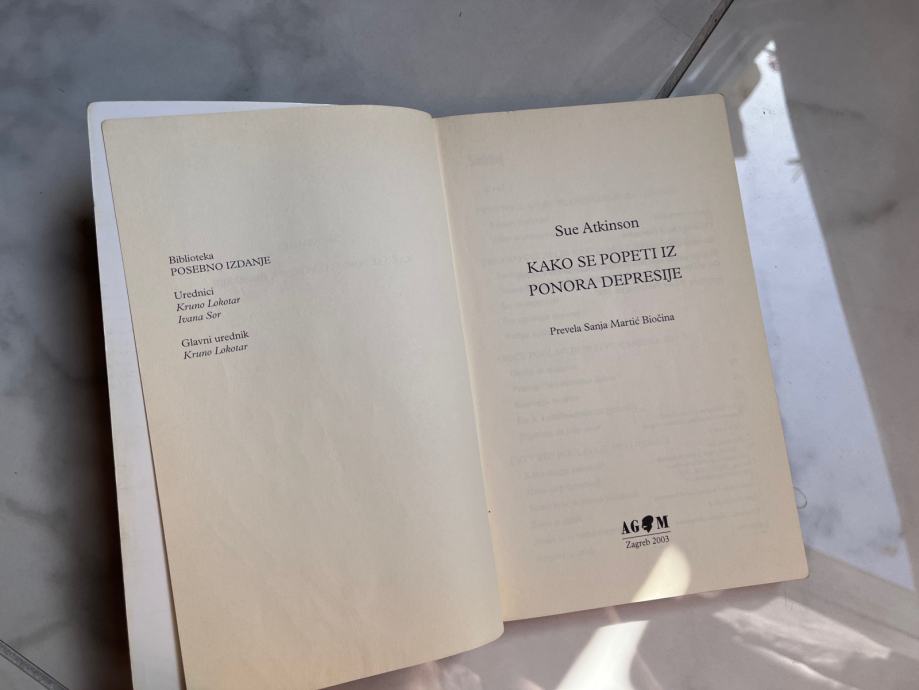 Biblioteka
POSEBNO IZDANJE
Urednici
Kruno Lokotar
Ivana Sor
Glavni urednik
Kruno Lokotar
Sue Atkinson
KAKO SE POPETI IZ
PONORA DEPRESIJE
Prevela Sanja Martić Biočina
AGM
Zagreb 2003